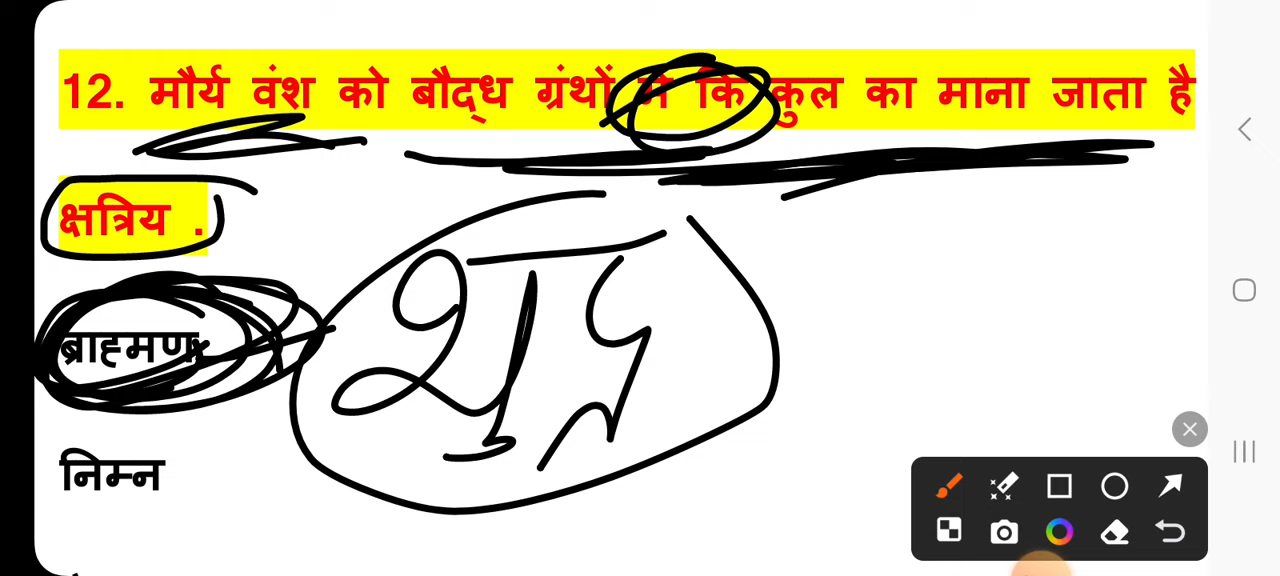 12. मौर्य वंश को बौद्ध ग्रंथों में कि कुल का माना जाता है
क्षत्रिय .
ब्राह्मण
शूद्र
निम्न